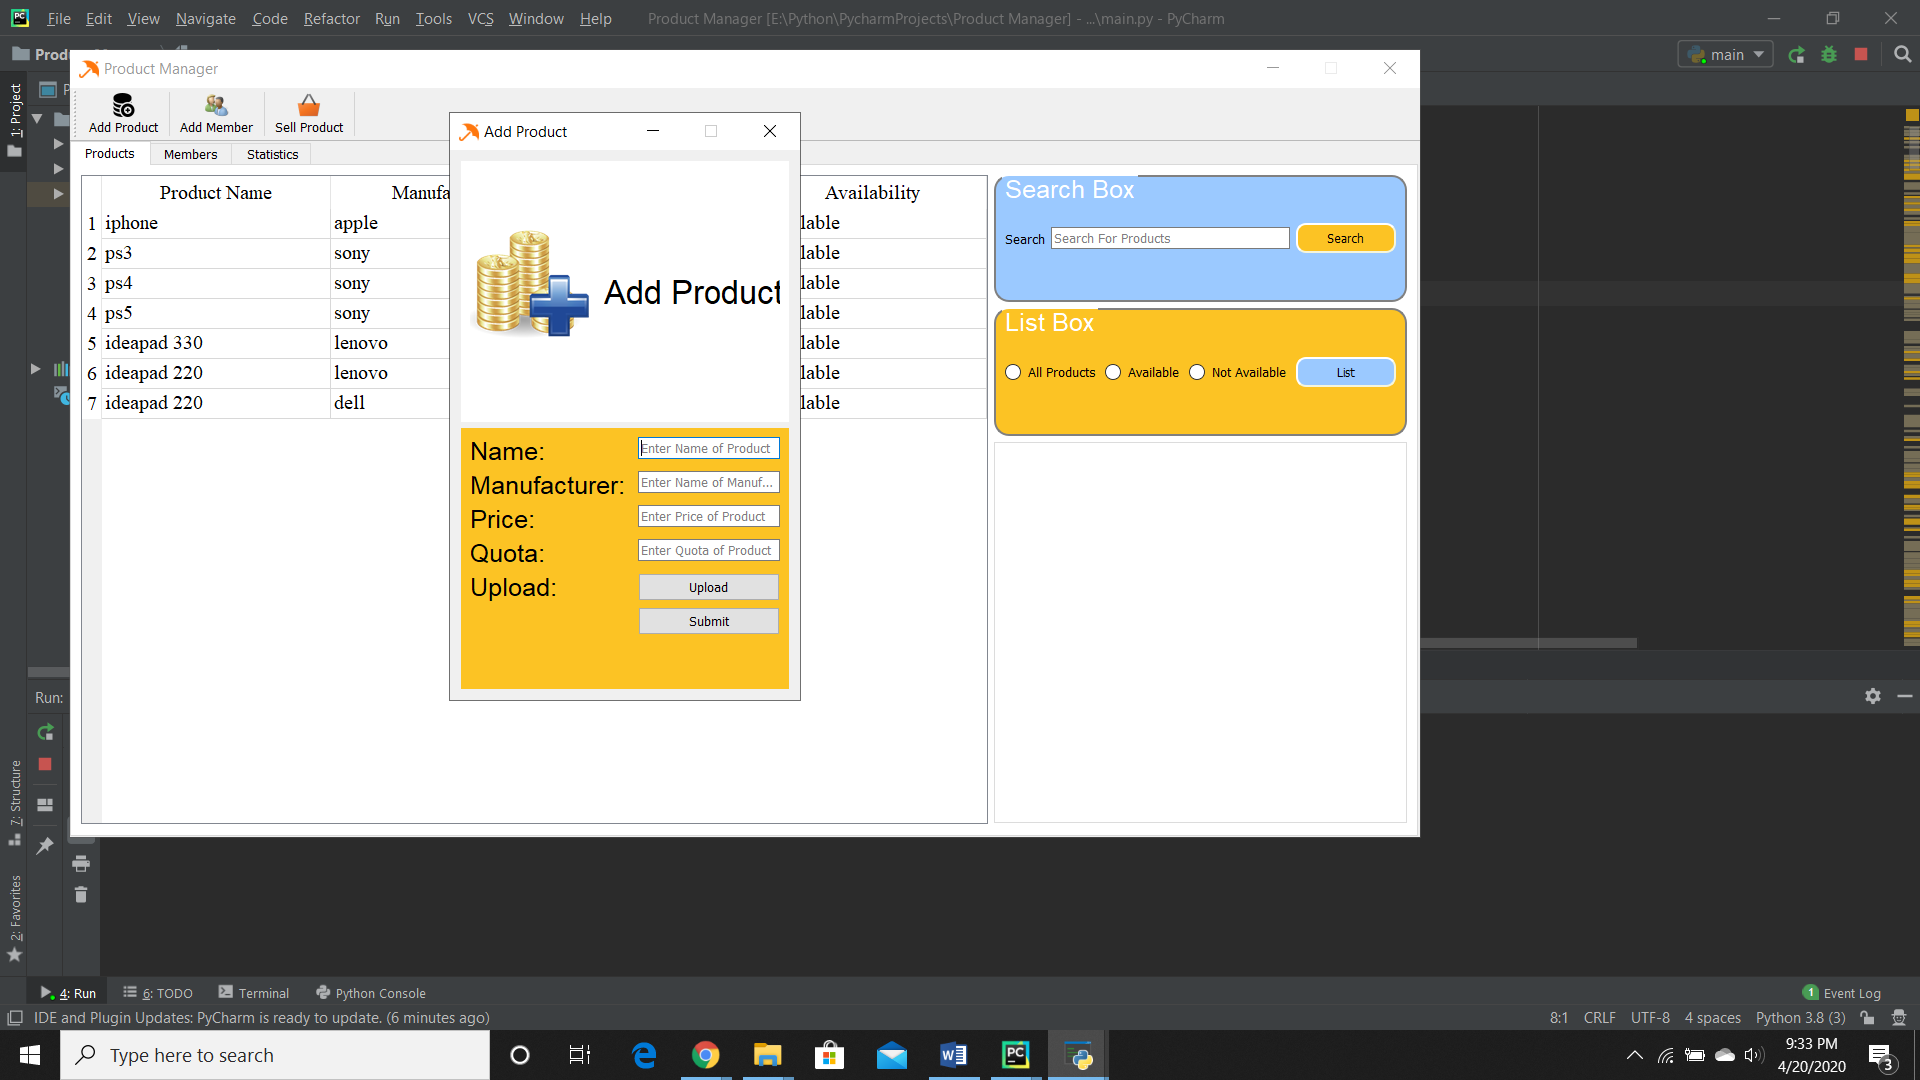 File Edit View Navigate Code Refactor Run Tools VCS Window Help Product Manager [E:\Python\PycharmProjects\Product Manager] - ...\main.py - PyCharm
Prod
main
Product Manager
1: Project
P
Add Product Add Member Sell Product
Products Members Statistics
Product Name Manufa Availability
1 iphone apple lable
2 ps3 sony lable
3 ps4 sony lable
4 ps5 sony lable
5 ideapad 330 lenovo lable
6 ideapad 220 lenovo lable
7 ideapad 220 dell lable
Add Product
Add Product
Name: Enter Name of Product
Manufacturer: Enter Name of Manuf...
Price: Enter Price of Product
Quota: Enter Quota of Product
Upload: Upload
Submit
Search Box
Search Search For Products Search
List Box
All Products Available Not Available List
Run:
7: Structure
2: Favorites
4: Run 6: TODO Terminal Python Console 1 Event Log
IDE and Plugin Updates: PyCharm is ready to update. (6 minutes ago) 8:1 CRLF UTF-8 4 spaces Python 3.8 (3)
Type here to search
9:33 PM
4/20/2020
3